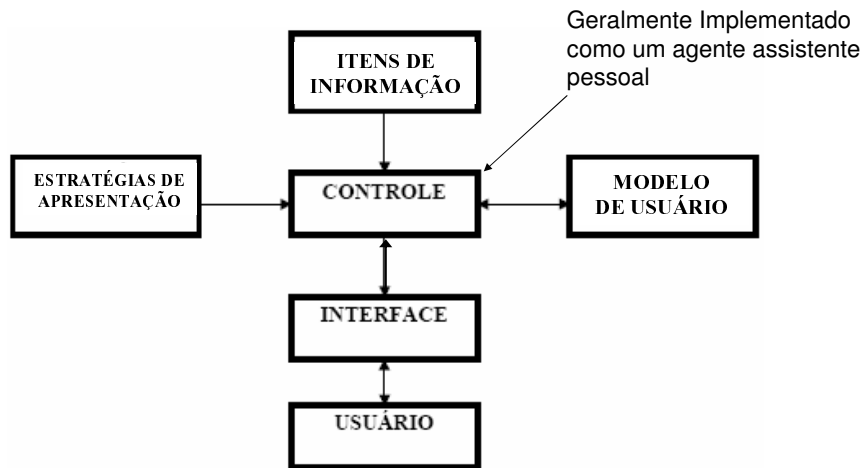 Geralmente Implementado
como um agente assistente
pessoal
ITENS DE
INFORMAÇÃO
ESTRATÉGIAS DE
APRESENTAÇÃO
CONTROLE
MODELO
DE USUÁRIO
INTERFACE
USUÁRIO